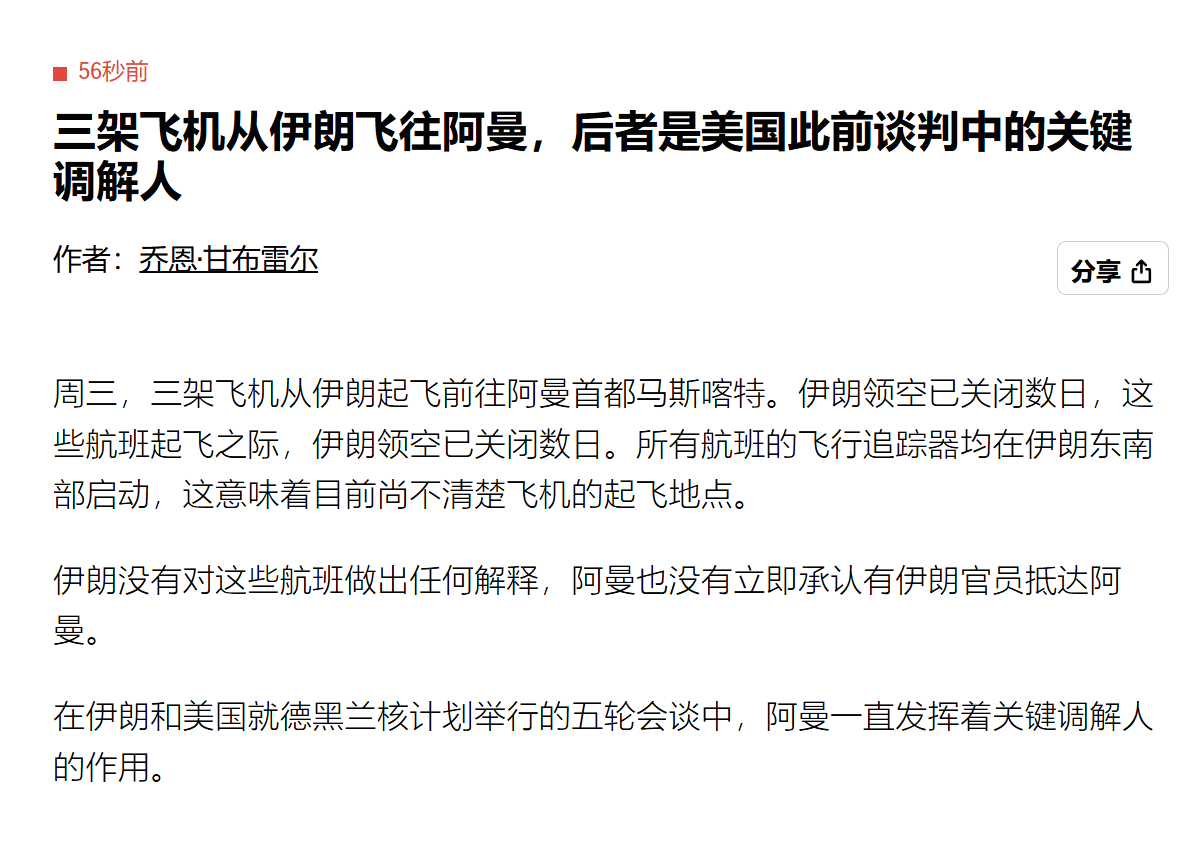 56秒前
三架飞机从伊朗飞往阿曼，后者是美国此前谈判中的关键
调解人
作者：乔恩·甘布雷尔
分享
周三，三架飞机从伊朗起飞前往阿曼首都马斯喀特。伊朗领空已关闭数日，这
些航班起飞之际，伊朗领空已关闭数日。所有航班的飞行追踪器均在伊朗东南
部启动，这意味着目前尚不清楚飞机的起飞地点。
伊朗没有对这些航班做出任何解释，阿曼也没有立即承认有伊朗官员抵达阿
曼。
在伊朗和美国就德黑兰核计划举行的五轮会谈中，阿曼一直发挥着关键调解人
的作用。